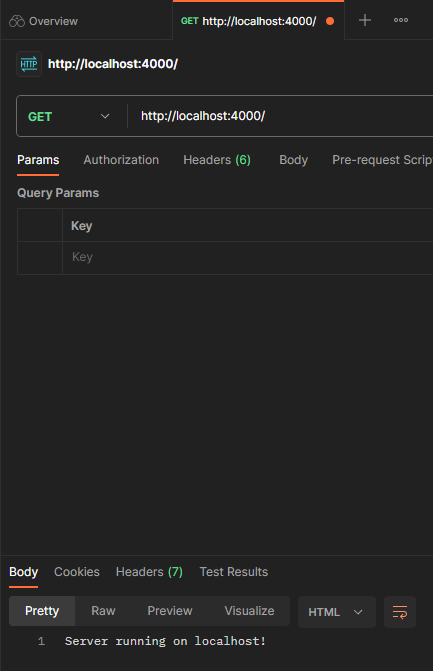 Overview
GET http://localhost:4000/
HTTP http://localhost:4000/
GET http://localhost:4000/
Params Authorization Headers (6) Body Pre-request Scrip
Query Params
Key
Key
Body Cookies Headers (7) Test Results
Pretty Raw Preview Visualize HTML
1 Server running on localhost!